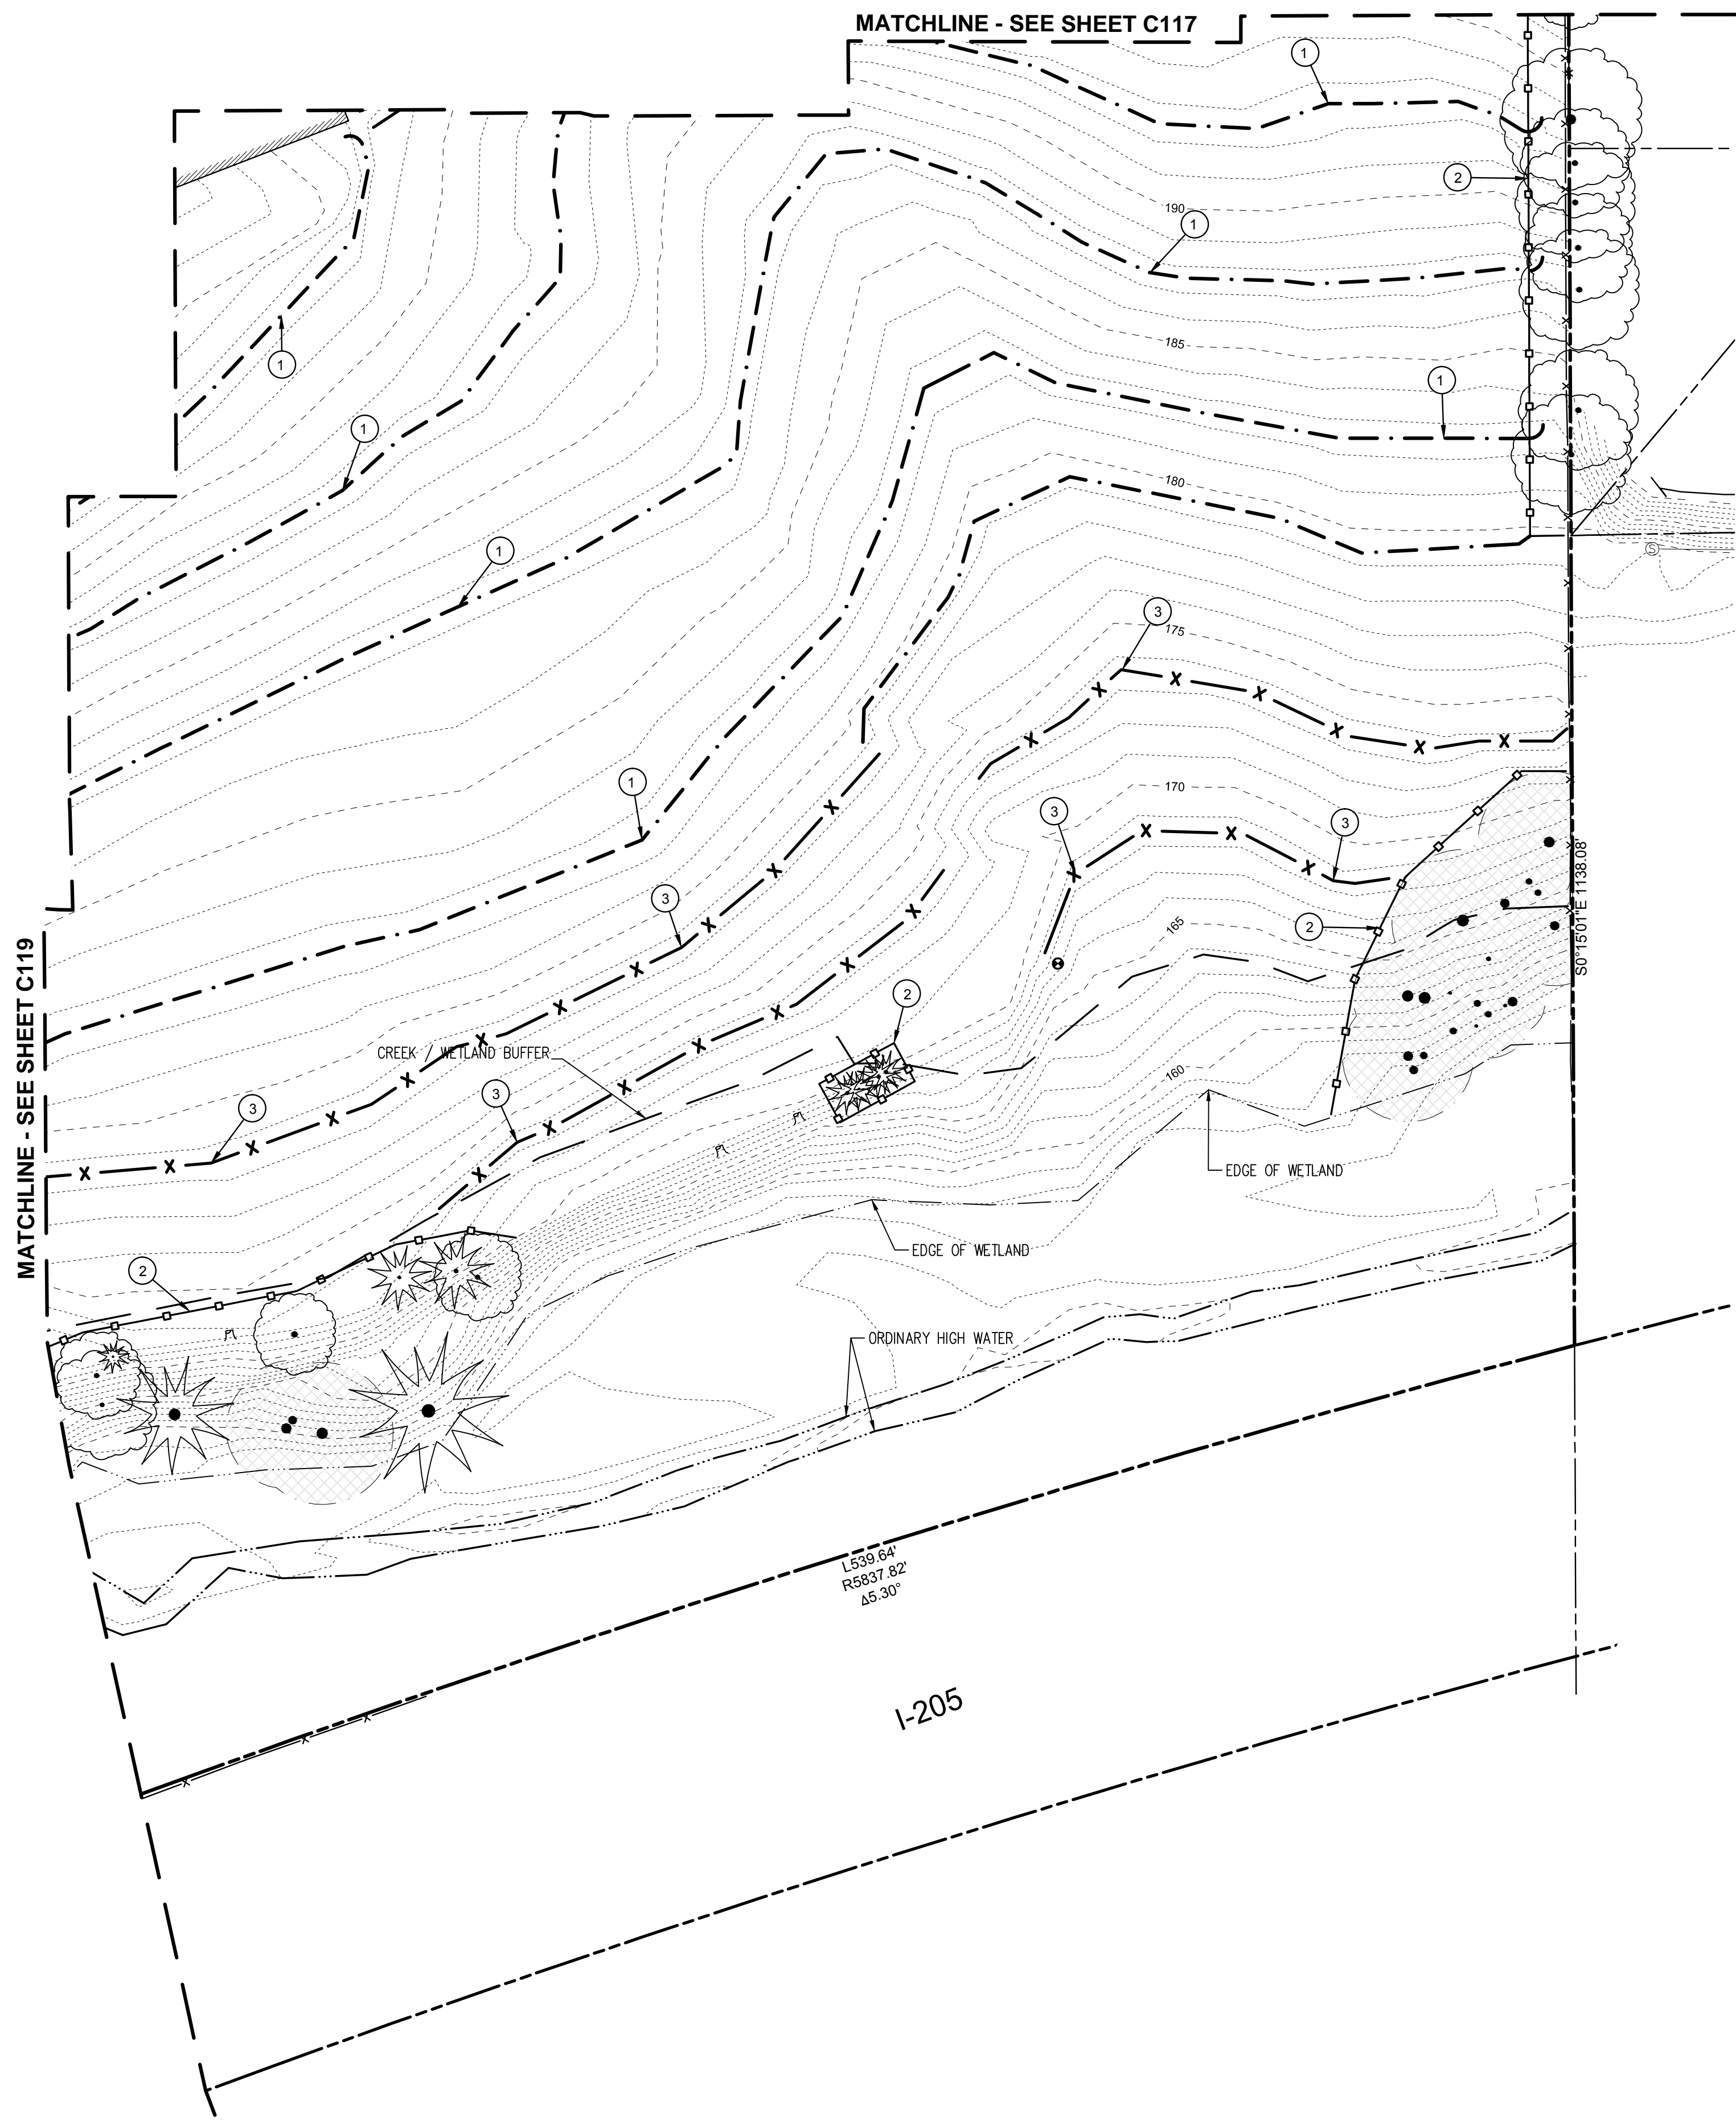 MATCHLINE - SEE SHEET C117
1
2
190
1
185
1
1
1
180
S
1
3
175
1
170
3
3
3
165
2
S0°15'01"E 1138.08'
MATCHLINE - SEE SHEET C119
2
CREEK / WETLAND BUFFER
160
3
3
EDGE OF WETLAND
EDGE OF WETLAND
2
ORDINARY HIGH WATER
L539.64'
R5837.82'
Δ5.30°
I-205